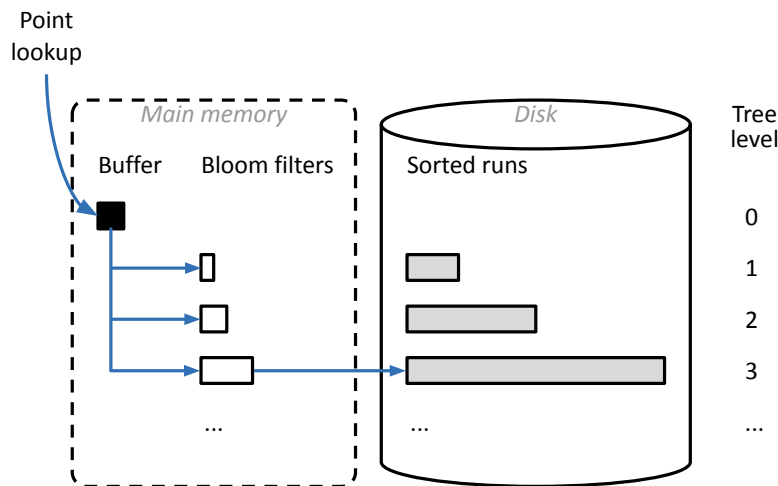 Point
lookup
Main memory
Disk
Tree
level
Buffer
Bloom filters
Sorted runs
0
1
2
3
...
...
...